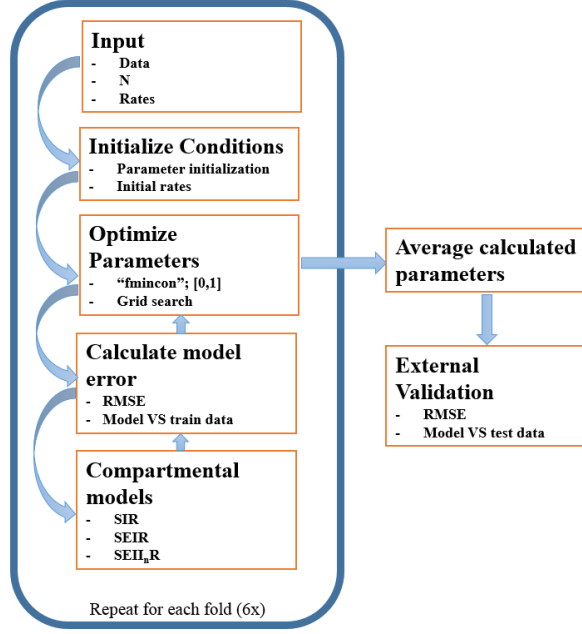 Input
- Data
- N
- Rates
Initialize Conditions
- Parameter initialization
- Initial rates
Optimize
Parameters
- “fmincon”; [0,1]
- Grid search
Calculate model
error
- RMSE
- Model VS train data
Compartmental
models
- SIR
- SEIR
- SEIIₙR
Repeat for each fold (6x)
Average calculated
parameters
External
Validation
- RMSE
- Model VS test data